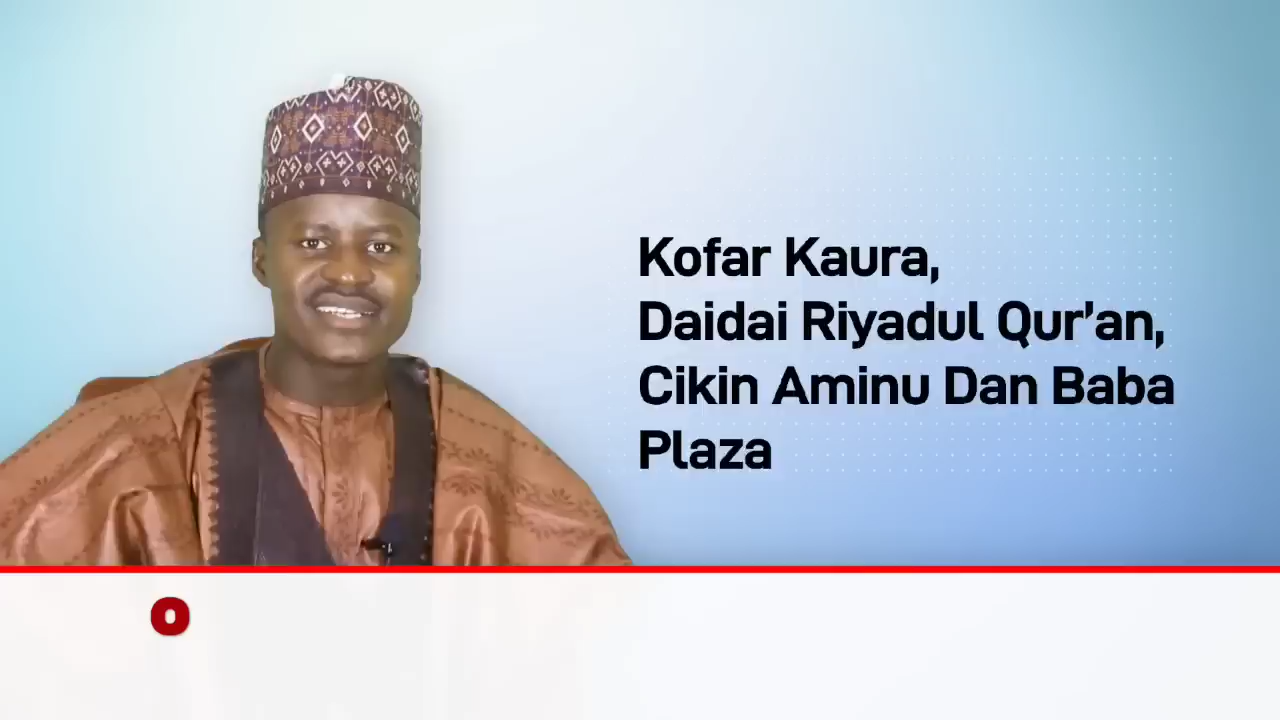 Kofar Kaura,
Daidai Riyadul Qur’an,
Cikin Aminu Dan Baba
Plaza
O